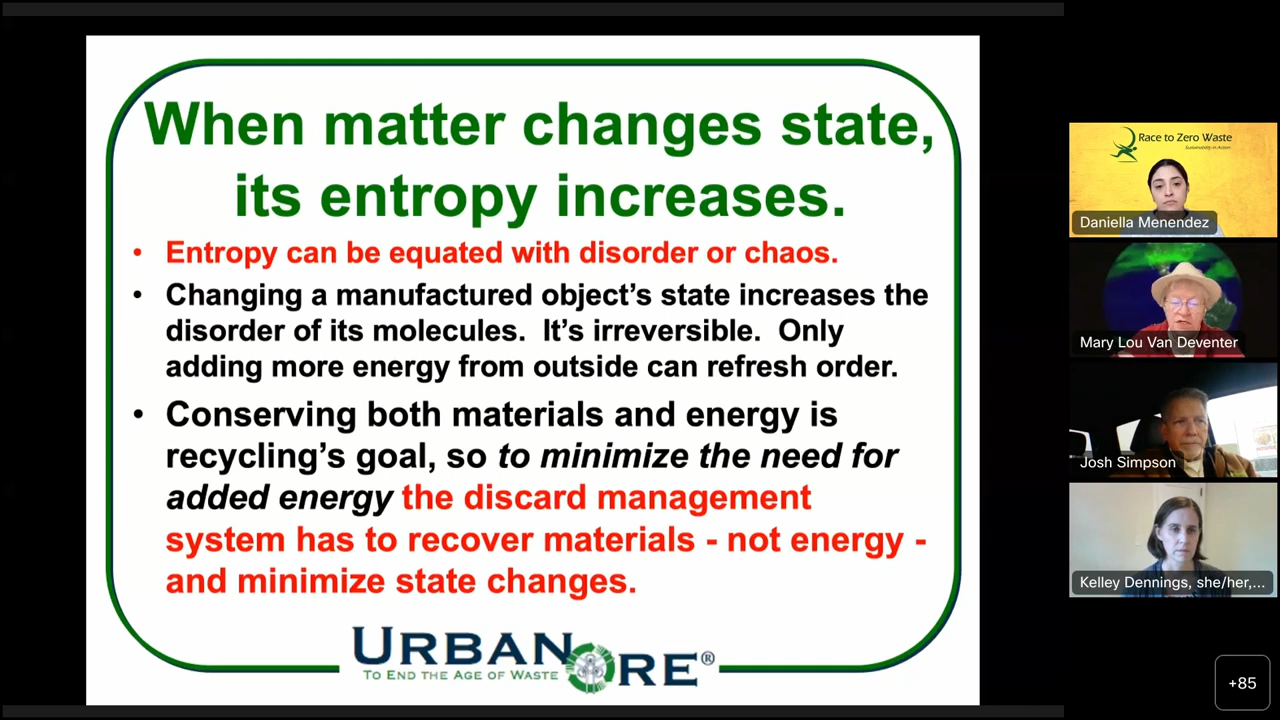 When matter changes state,
its entropy increases.
• Entropy can be equated with disorder or chaos.
• Changing a manufactured object's state increases the
disorder of its molecules.  It's irreversible.  Only
adding more energy from outside can refresh order.
• Conserving both materials and energy is
recycling's goal, so to minimize the need for
added energy the discard management
system has to recover materials - not energy -
and minimize state changes.
URBAN ORE®
TO END THE AGE OF WASTE
Race to Zero Waste
Sustainability in Action
Daniella Menendez
Mary Lou Van Deventer
Josh Simpson
Kelley Dennings, she/her,...
+85